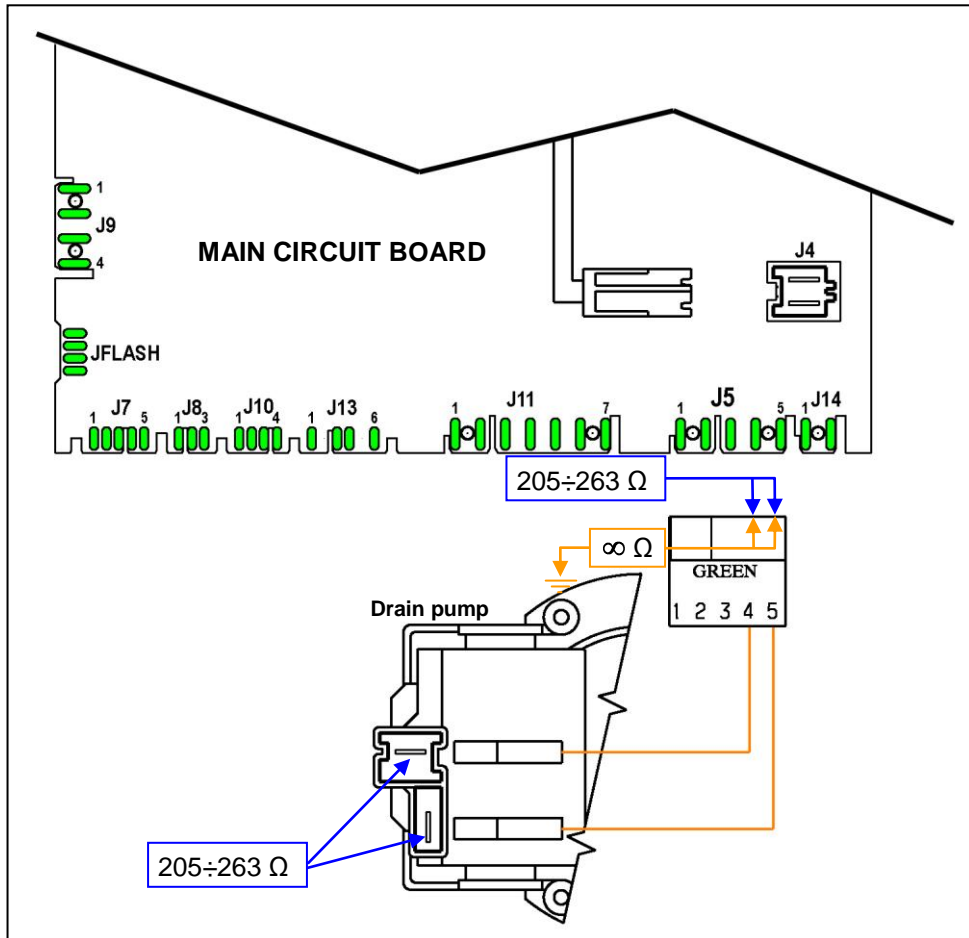 1
J9
4
MAIN CIRCUIT BOARD
J4
JFLASH
1 J7 5
1 J8 3
1 J10 4
1 J13 6
1 J11 7
1 J5 5
1 J14
205÷263 Ω
∞ Ω
GREEN
1 2 3 4 5
Drain pump
205÷263 Ω